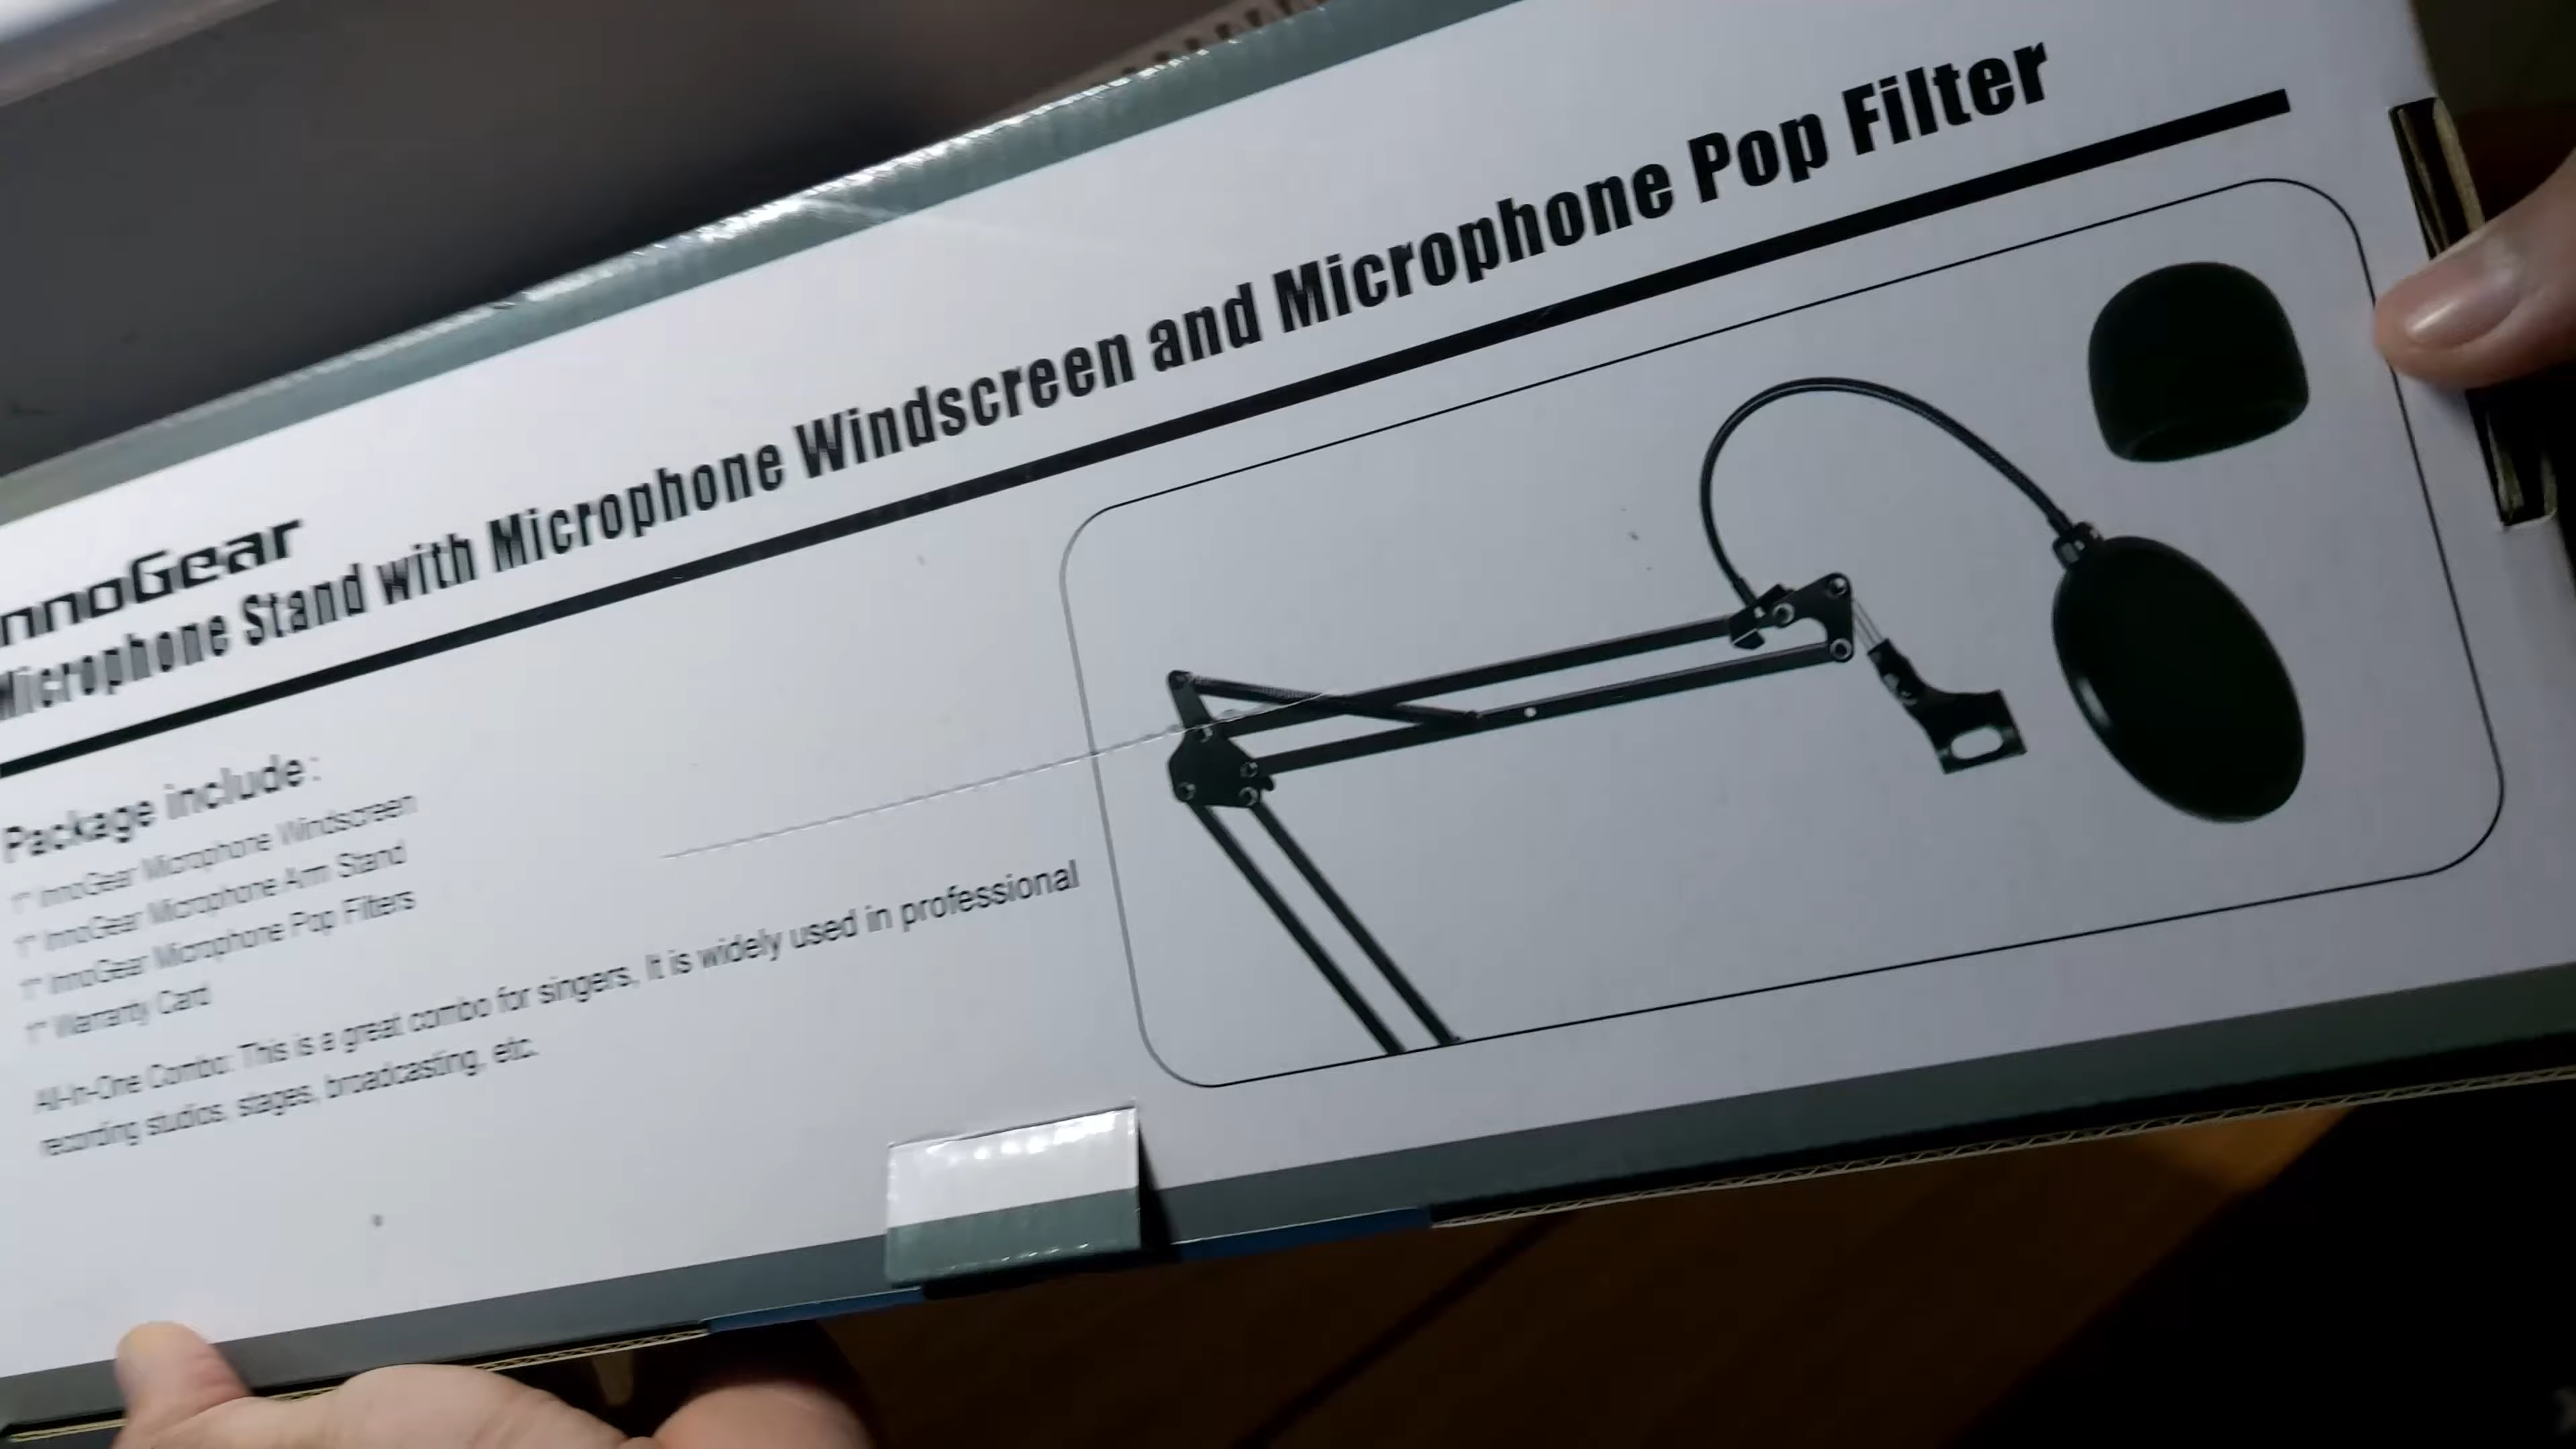 InnoGear
Microphone Stand with Microphone Windscreen and Microphone Pop Filter
Package include:
1* InnoGear Microphone Windscreen
1* InnoGear Microphone Arm Stand
1* InnoGear Microphone Pop Filters
1* Warranty Card
All-In-One Combo: This is a great combo for singers, It is widely used in professional
recording studios, stages, broadcasting, etc.